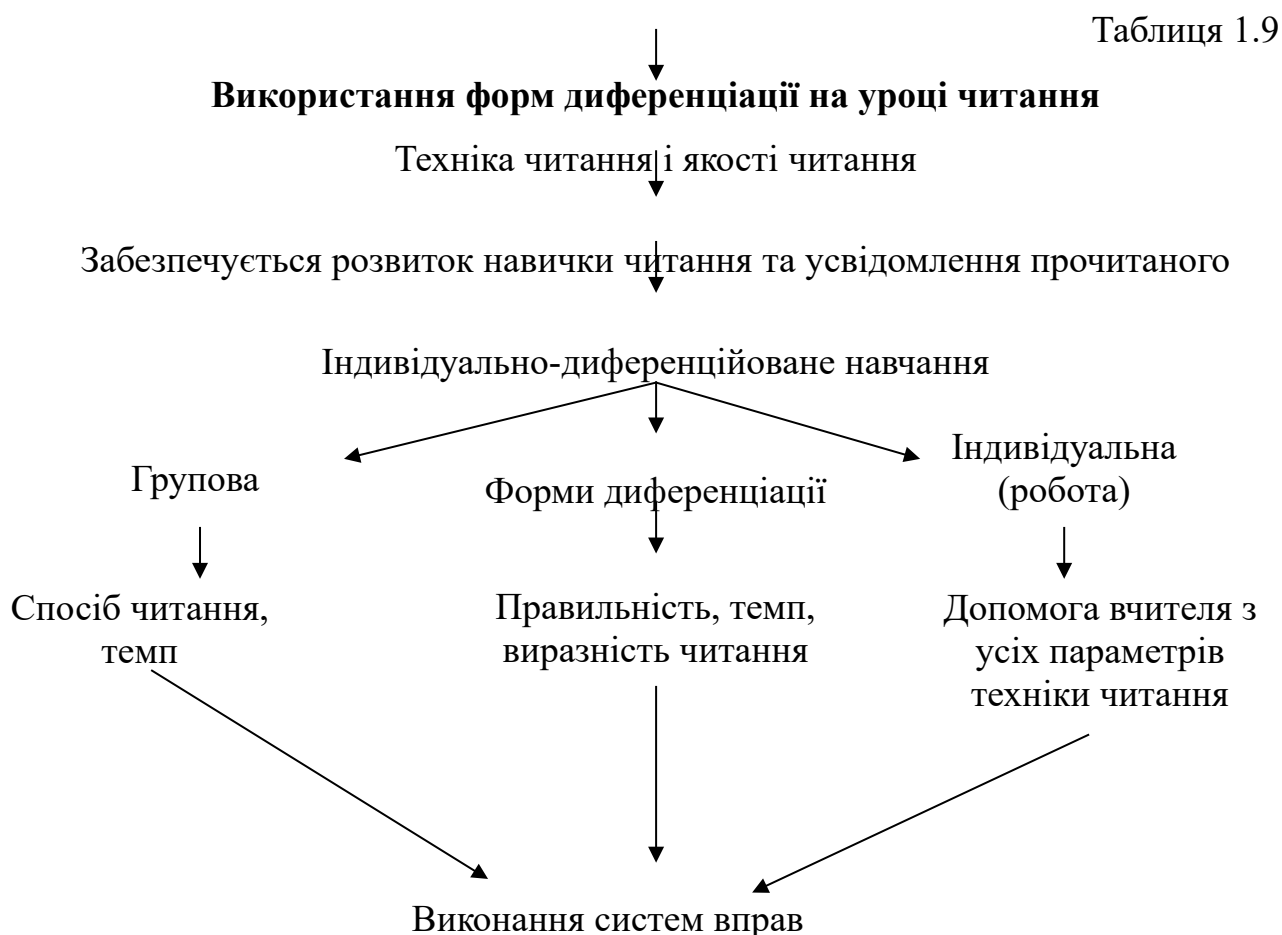 Таблиця 1.9
Використання форм диференціації на уроці читання
Техніка читання і якості читання
Забезпечується розвиток навички читання та усвідомлення прочитаного
Індивідуально-диференційоване навчання
Групова
Форми диференціації
Індивідуальна
(робота)
Спосіб читання,
темп
Правильність, темп,
виразність читання
Допомога вчителя з
усіх параметрів
техніки читання
Виконання систем вправ